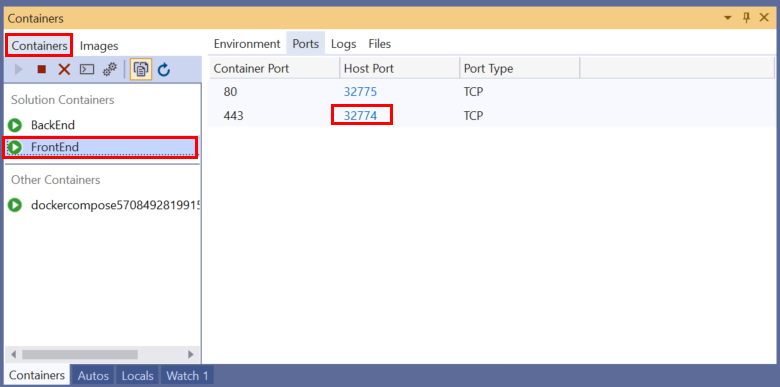 Containers
Containers Images
Solution Containers
BackEnd
FrontEnd
Other Containers
dockercompose5708492819915
Environment Ports Logs Files
Container Port Host Port Port Type
80 32775 TCP
443 32774 TCP
Containers Autos Locals Watch 1